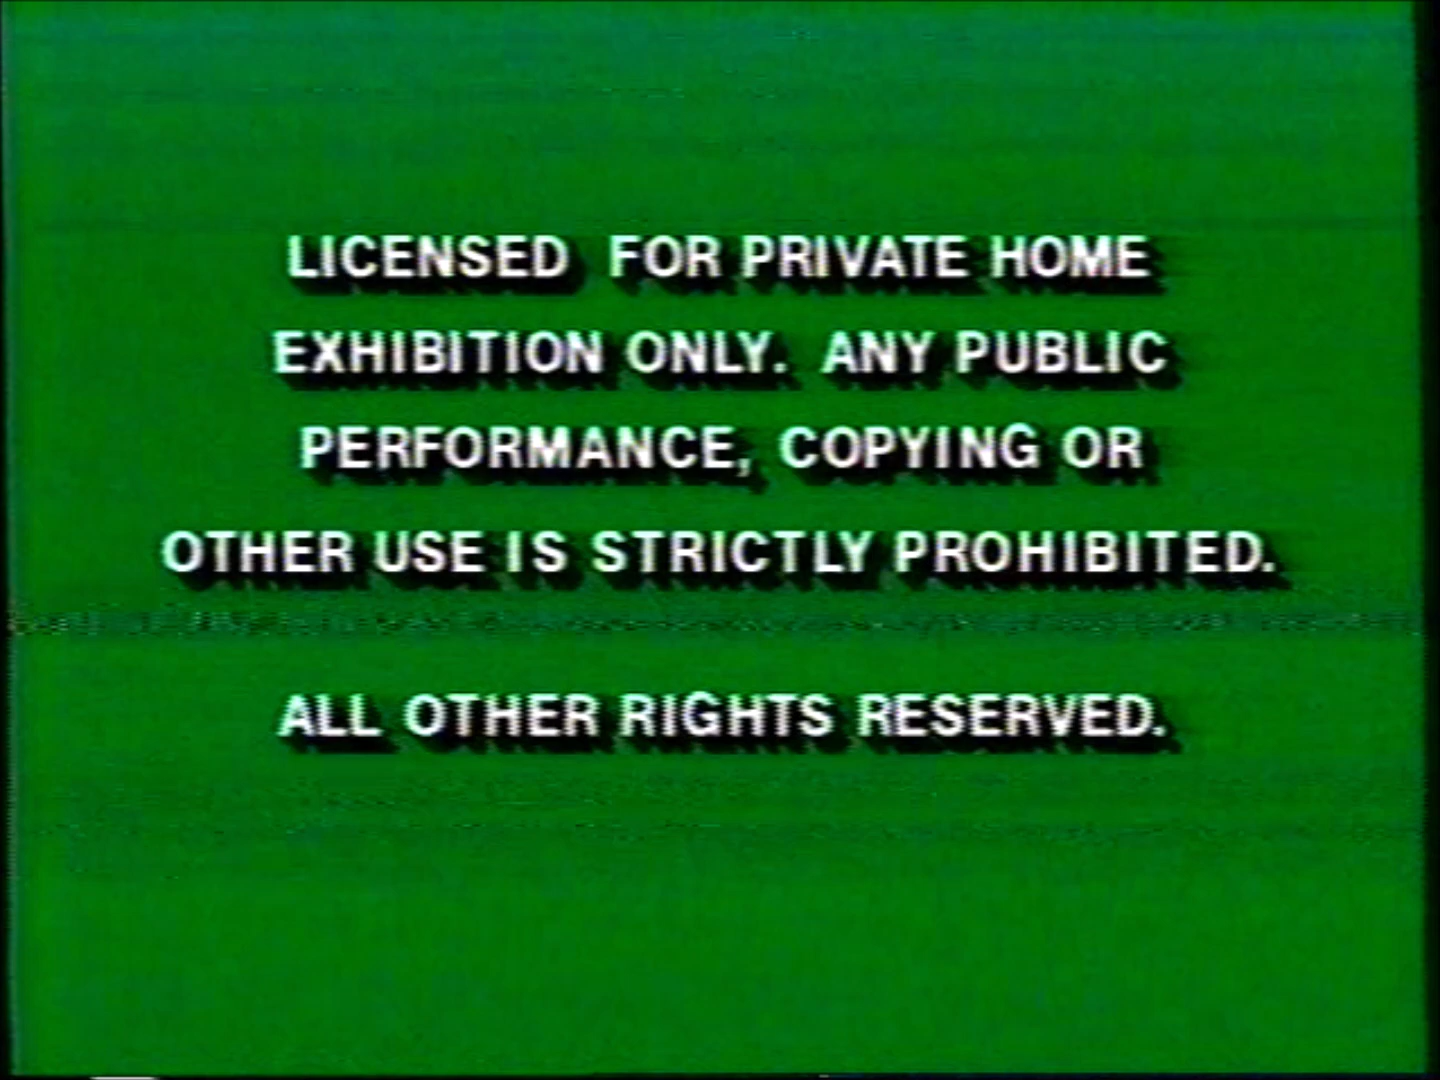 LICENSED FOR PRIVATE HOME
EXHIBITION ONLY. ANY PUBLIC
PERFORMANCE, COPYING OR
OTHER USE IS STRICTLY PROHIBITED.
ALL OTHER RIGHTS RESERVED.